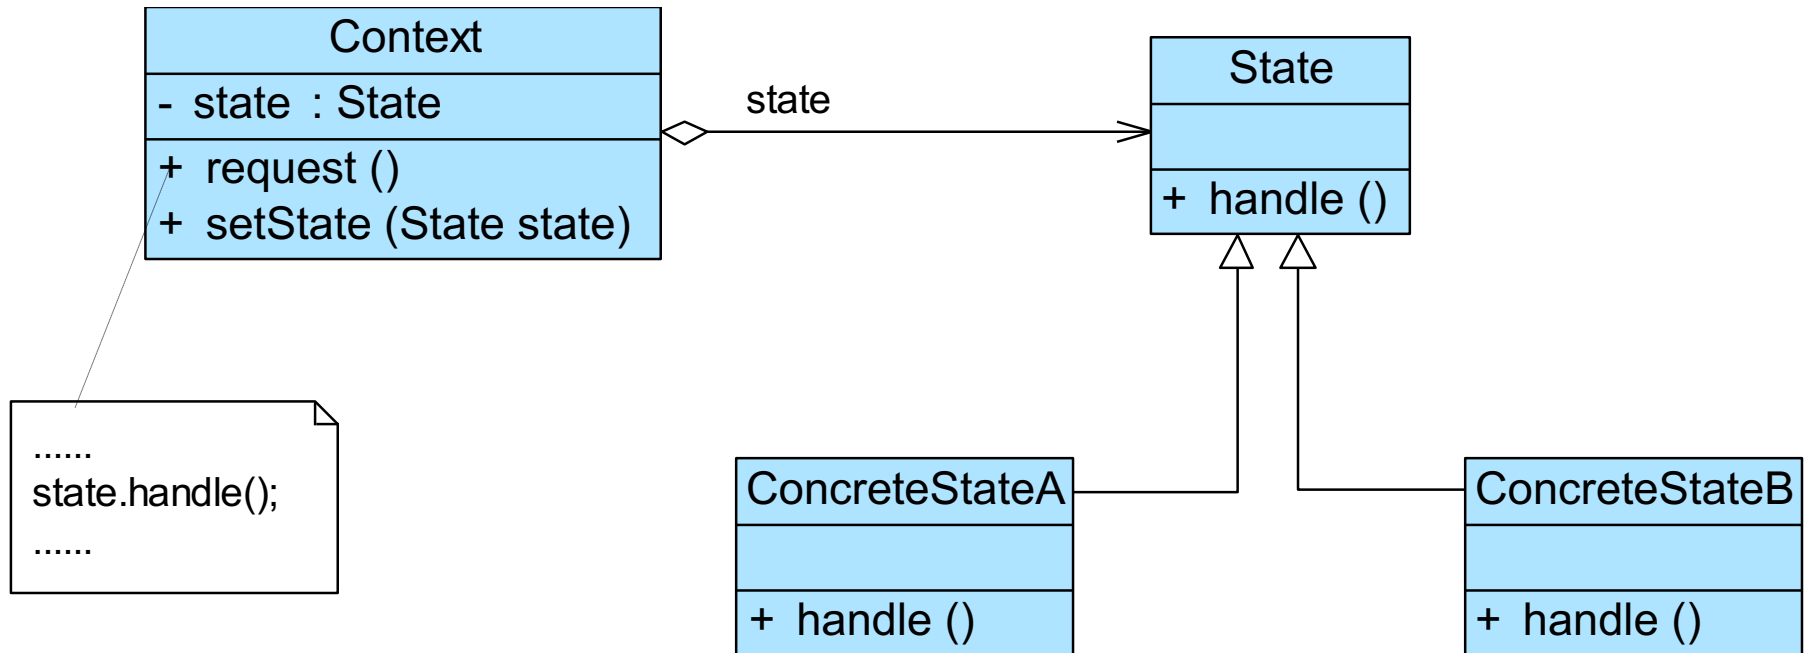 Context
- state : State
+ request ()
+ setState (State state)
state
State
+ handle ()
......
state.handle();
......
ConcreteStateA
+ handle ()
ConcreteStateB
+ handle ()